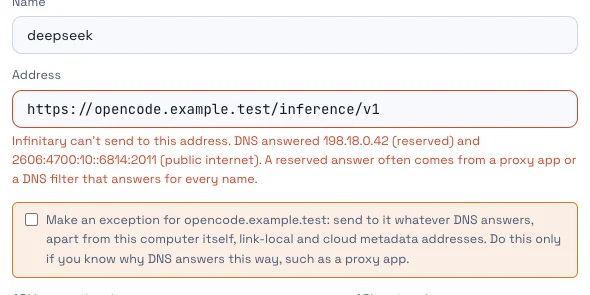 Name
deepseek
Address
https://opencode.example.test/inference/v1
Infinitary can't send to this address. DNS answered 198.18.0.42 (reserved) and
2606:4700:10::6814:2011 (public internet). A reserved answer often comes from a proxy app or
a DNS filter that answers for every name.
Make an exception for opencode.example.test: send to it whatever DNS answers,
apart from this computer itself, link-local and cloud metadata addresses. Do this only
if you know why DNS answers this way, such as a proxy app.